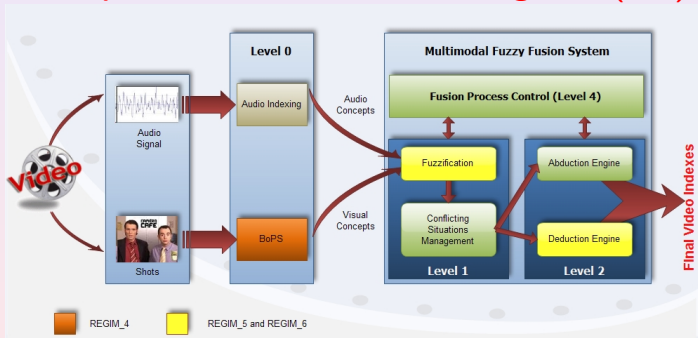 Level 0
Multimodal Fuzzy Fusion System
Audio Indexing
Audio
Concepts
Fusion Process Control (Level 4)
Audio
Signal
Video
Fuzzification
Abduction Engine
Visual
Concepts
Conflicting
Situations
Management
BoPS
Deduction Engine
Shots
Level 1
Level 2
Final Video Indexes
REGIM_4
REGIM_5 and REGIM_6